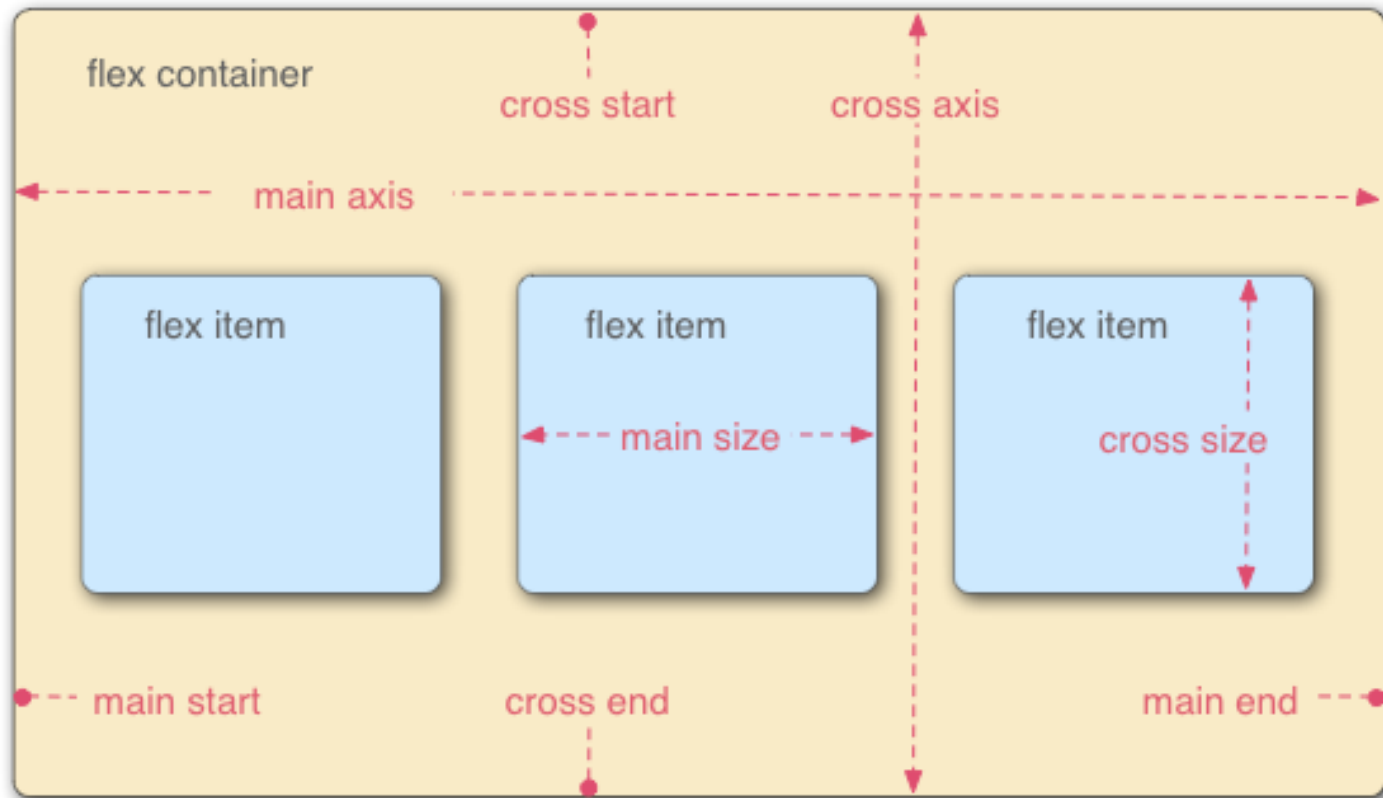 flex container
cross start
cross axis
main axis
flex item
flex item
flex item
main size
cross size
main start
cross end
main end